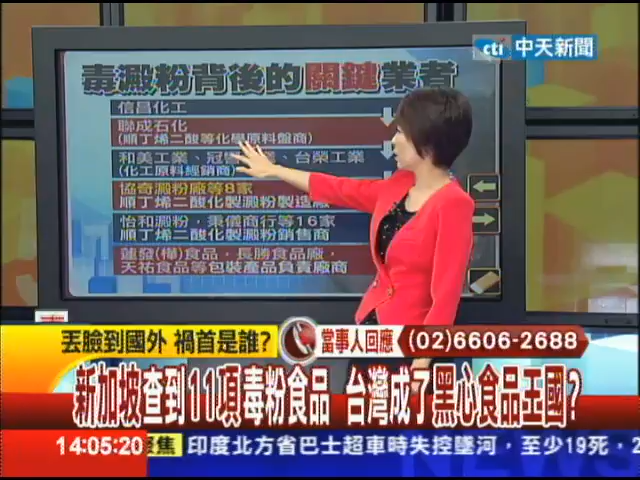 cti 中天新聞
毒澱粉背後的關鍵業者
信昌化工
聯成石化
(順丁烯二酸等化學原料盤商)
和美工業、冠 、台榮工業
(化工原料經銷商)
協奇澱粉廠等8家
順丁烯二酸化製澱粉製造廠
怡和澱粉，秉儀商行等16家
順丁烯二酸化製澱粉銷售商
蓮發(樺)食品，長勝食品廠，
天祐食品等包裝產品負責廠商
丟臉到國外 禍首是誰?
當事人回應 (02)6606-2688
新加坡查到11項毒粉食品 台灣成了黑心食品王國?
14:05:20 聚焦 印度北方省巴士超車時失控墜河，至少19死，2